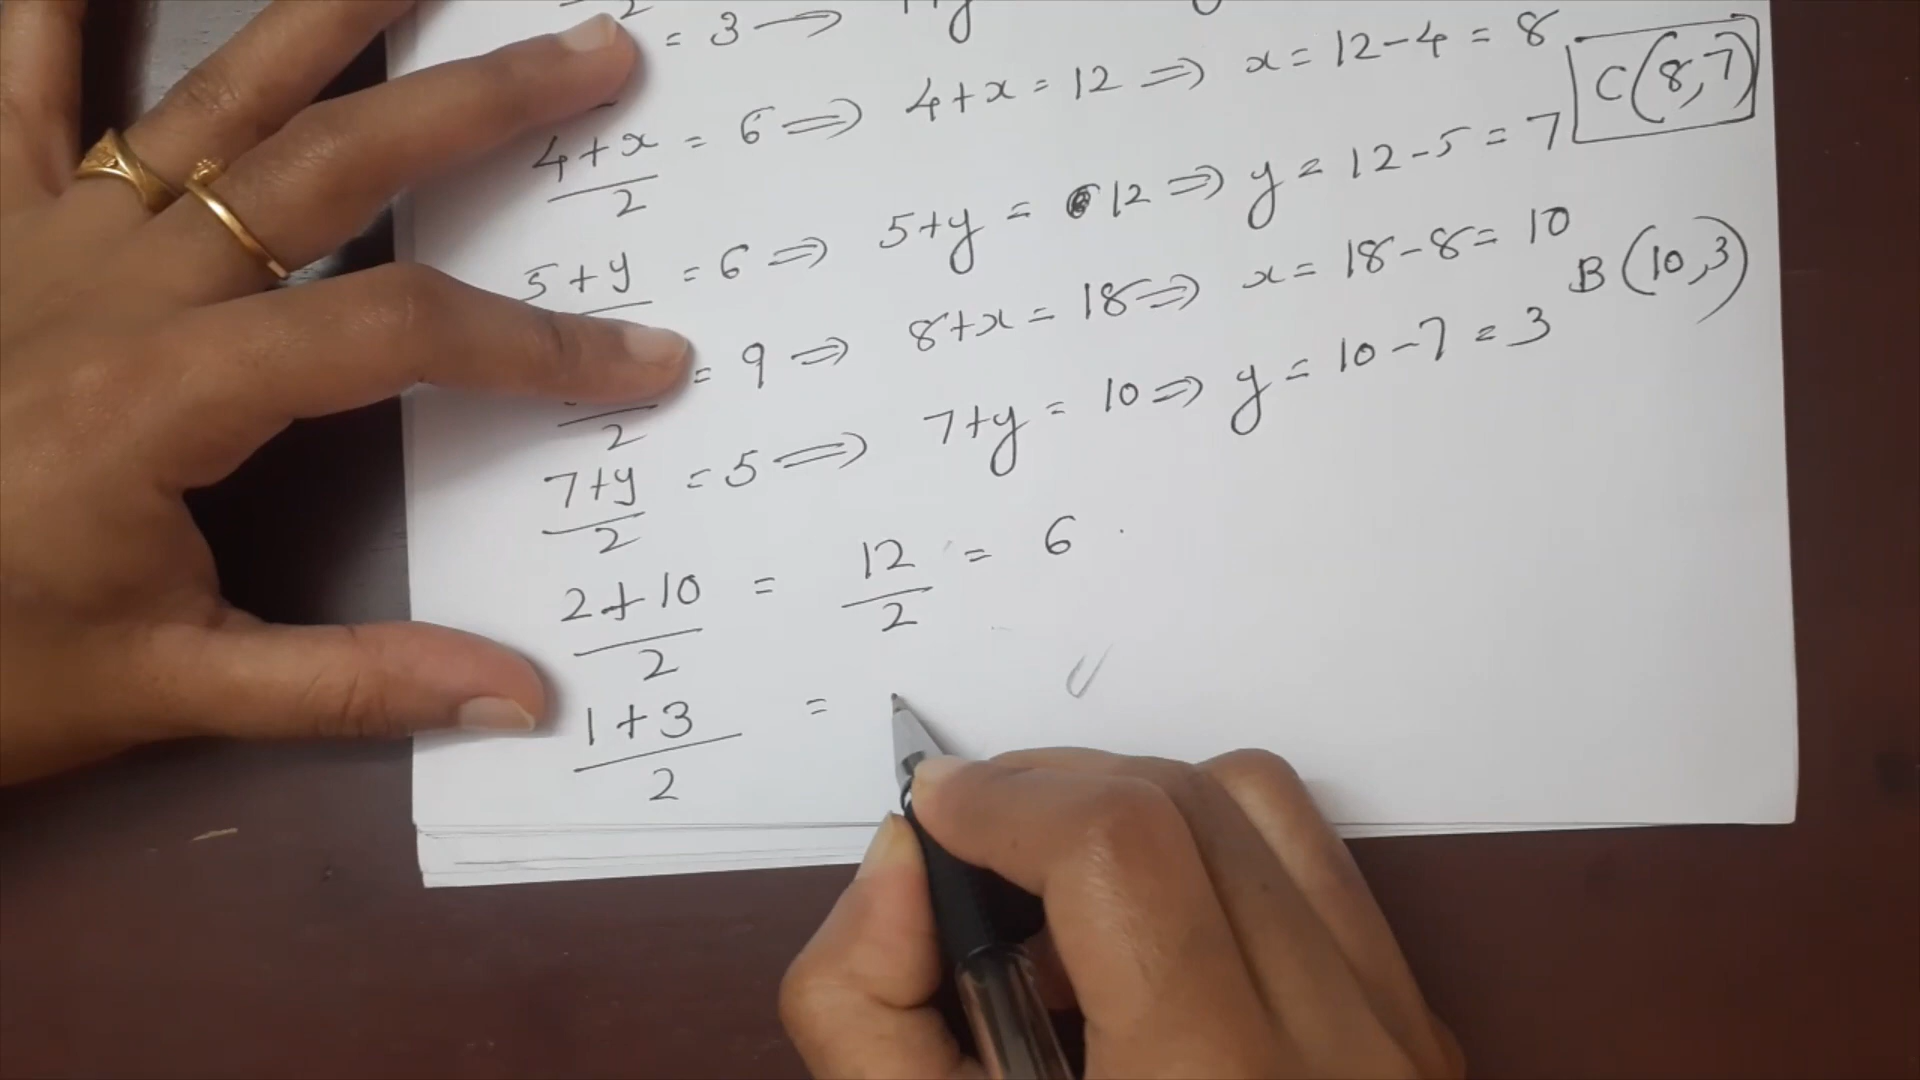 2 = 3 →
4+x/2 = 6 ⇒ 4+x = 12 ⇒ x = 12-4 = 8
C(8,7)
5+y = 6 ⇒ 5+y = 12 ⇒ y = 12-5 = 7
/2 = 9 ⇒ 8+x = 18 ⇒ x = 18-8 = 10
B(10,3)
7+y/2 = 5 ⇒ 7+y = 10 ⇒ y = 10-7 = 3
2+10/2 = 12/2 = 6
1+3/2 =